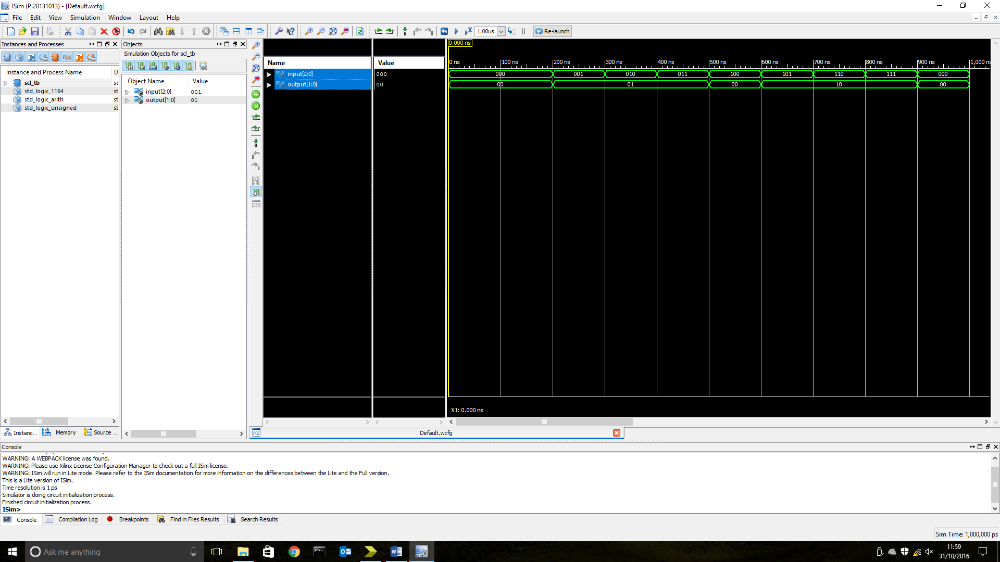 ISim (P.20131013) - [Default.wcfg]
File Edit View Simulation Window Layout Help
1.00us Re-launch
Instances and Processes
Instance and Process Name D
scl_tb sc
std_logic_1164 st
std_logic_arith st
std_logic_unsigned st
Instanc... Memory Source ...
Objects
Simulation Objects for scl_tb
Object Name Value
input[2:0] 001
output[1:0] 01
Name Value
input[2:0] 000
output[1:0] 00
0.000 ns
0 ns 100 ns 200 ns 300 ns 400 ns 500 ns 600 ns 700 ns 800 ns 900 ns 1,000 ns
000 001 010 011 100 101 110 111 000
00 01 00 10 00
X1: 0.000 ns
Default.wcfg
Console
WARNING: A WEBPACK license was found.
WARNING: Please use Xilinx License Configuration Manager to check out a full ISim license.
WARNING: ISim will run in Lite mode. Please refer to the ISim documentation for more information on the differences between the Lite and the Full version.
This is a Lite version of ISim.
Time resolution is 1 ps
Simulator is doing circuit initialization process.
Finished circuit initialization process.
ISim>
Console Compilation Log Breakpoints Find in Files Results Search Results
Sim Time: 1,000,000 ps
Ask me anything
11:59
31/10/2016